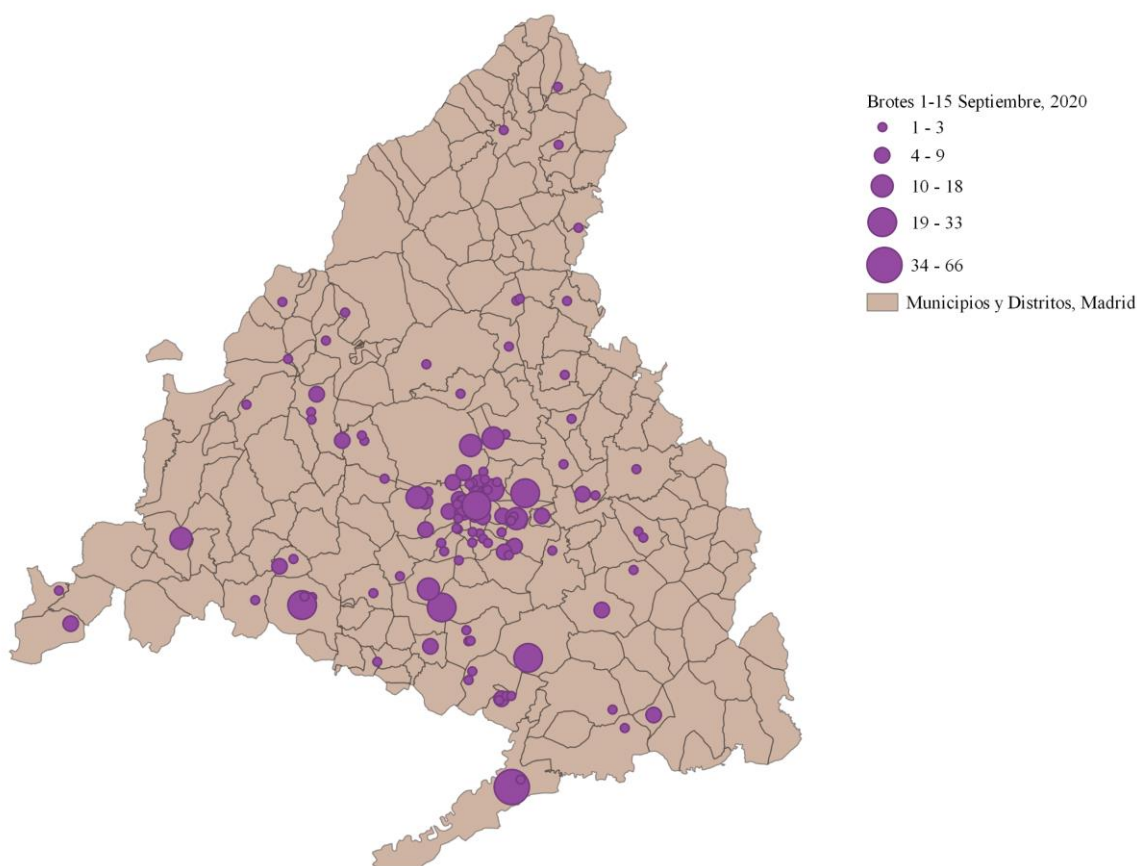 Brotes 1-15 Septiembre, 2020
1 - 3
4 - 9
10 - 18
19 - 33
34 - 66
Municipios y Distritos, Madrid